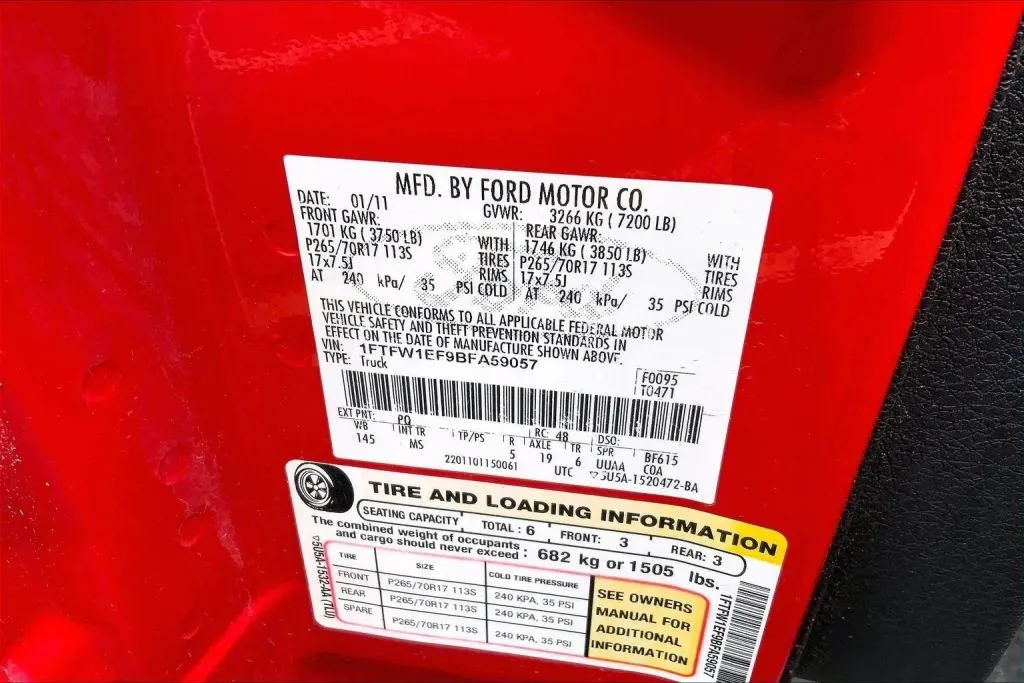 MFD. BY FORD MOTOR CO.
DATE: 01/11 GVWR: 3266 KG ( 7200 LB)
FRONT GAWR: REAR GAWR:
1701 KG ( 3750 LB) WITH 1746 KG ( 3850 LB) WITH
P265/70R17 113S TIRES P265/70R17 113S TIRES
17x7.5J RIMS 17x7.5J RIMS
AT 240 kPa/ 35 PSI COLD AT 240 kPa/ 35 PSI COLD
THIS VEHICLE CONFORMS TO ALL APPLICABLE FEDERAL MOTOR
VEHICLE SAFETY AND THEFT PREVENTION STANDARDS IN
EFFECT ON THE DATE OF MANUFACTURE SHOWN ABOVE.
VIN: 1FTFW1EF9BFA59057
TYPE: Truck
F0095
T0471
EXT PNT: PQ RC: 48 DSO:
WB INT TR TP/PS R AXLE TR SPR BF615
145 MS 5 19 6 UUAA COA
2201101150061 UTC ▽5U5A-1520472-BA
TIRE AND LOADING INFORMATION
SEATING CAPACITY TOTAL : 6 FRONT: 3 REAR: 3
The combined weight of occupants
and cargo should never exceed : 682 kg or 1505 lbs.
TIRE SIZE COLD TIRE PRESSURE
FRONT P265/70R17 113S 240 KPA, 35 PSI
REAR P265/70R17 113S 240 KPA, 35 PSI
SPARE P265/70R17 113S 240 KPA, 35 PSI
SEE OWNERS
MANUAL FOR
ADDITIONAL
INFORMATION
▽5U5A-1532-AA (7LU)
1FTFW1EF9BFA59057